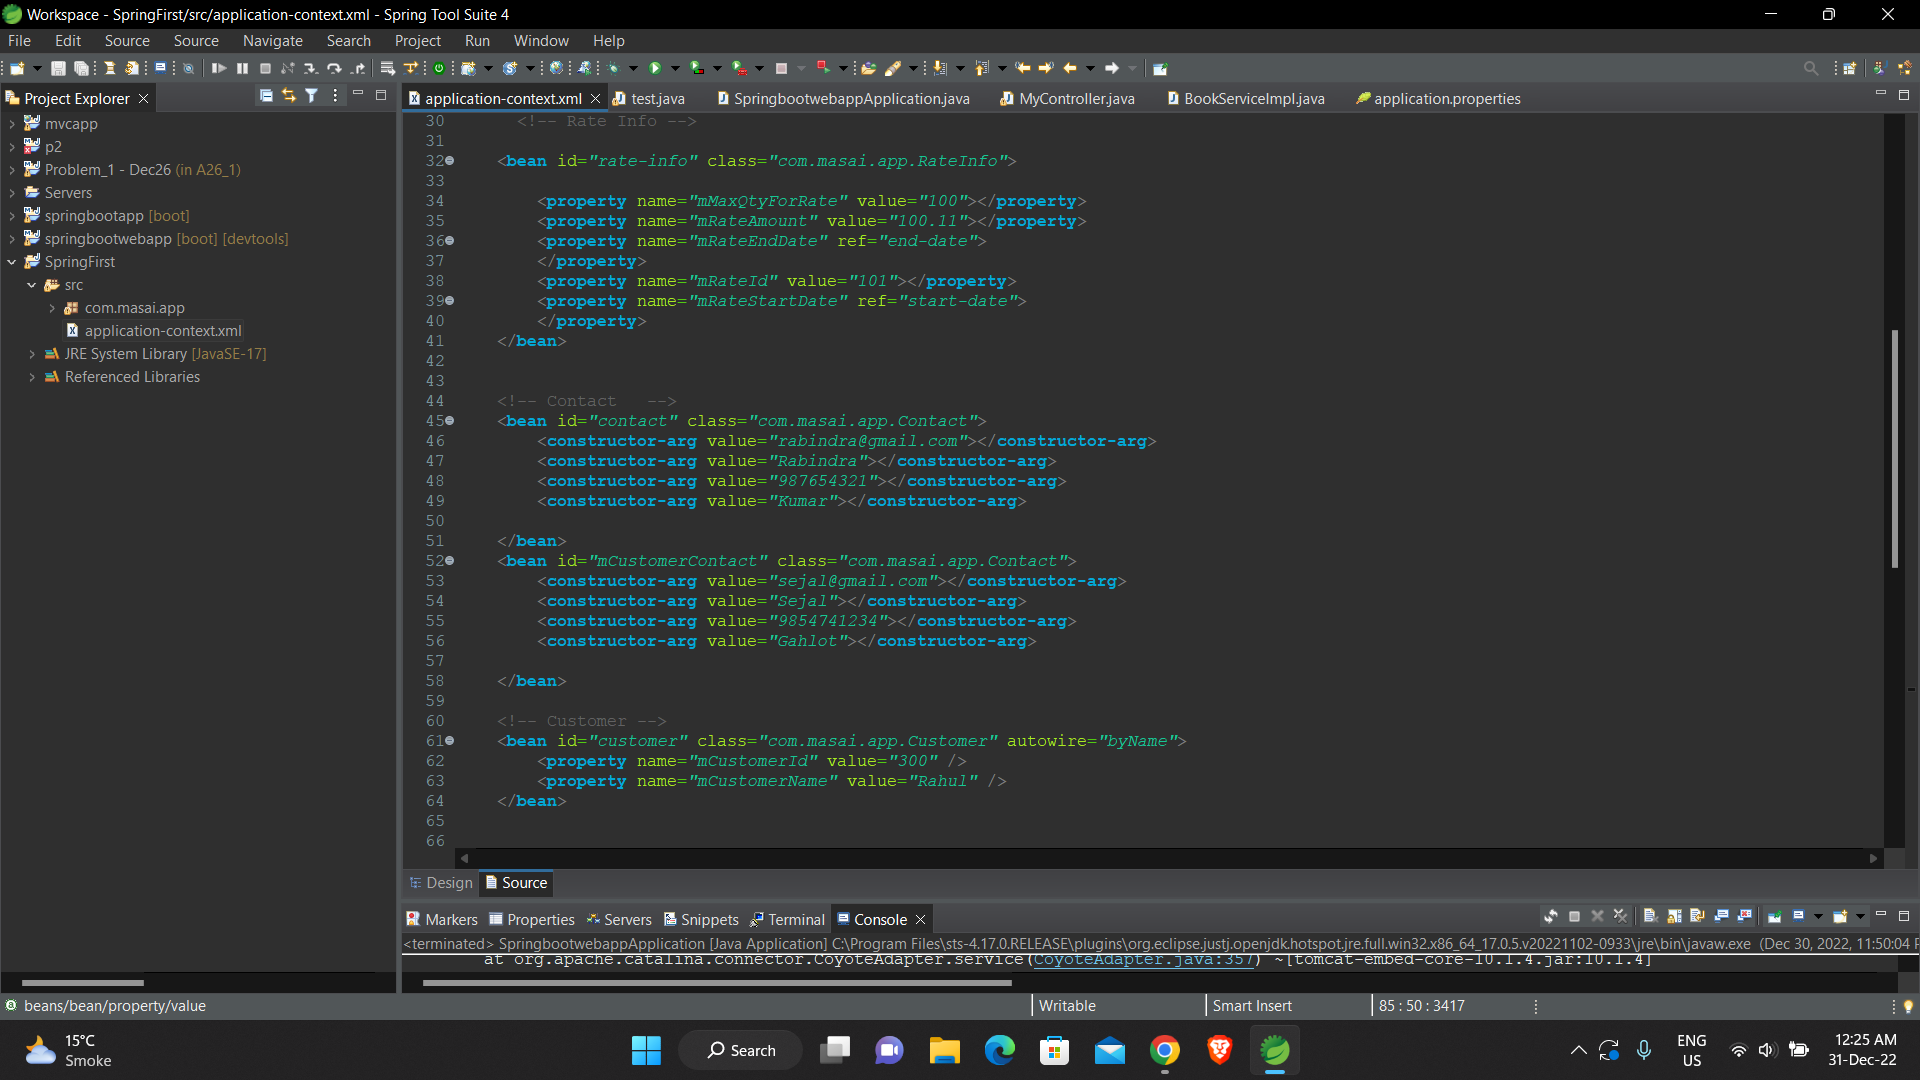 Workspace - SpringFirst/src/application-context.xml - Spring Tool Suite 4
File Edit Source Source Navigate Search Project Run Window Help
Project Explorer
application-context.xml test.java SpringbootwebappApplication.java MyController.java BookServiceImpl.java application.properties
mvcapp
p2
Problem_1 - Dec26 (in A26_1)
Servers
springbootapp [boot]
springbootwebapp [boot] [devtools]
SpringFirst
src
com.masai.app
application-context.xml
JRE System Library [JavaSE-17]
Referenced Libraries
30 <!-- Rate Info -->
31
32 <bean id="rate-info" class="com.masai.app.RateInfo">
33
34 <property name="mMaxQtyForRate" value="100"></property>
35 <property name="mRateAmount" value="100.11"></property>
36 <property name="mRateEndDate" ref="end-date">
37 </property>
38 <property name="mRateId" value="101"></property>
39 <property name="mRateStartDate" ref="start-date">
40 </property>
41 </bean>
42
43
44 <!-- Contact -->
45 <bean id="contact" class="com.masai.app.Contact">
46 <constructor-arg value="rabindra@gmail.com"></constructor-arg>
47 <constructor-arg value="Rabindra"></constructor-arg>
48 <constructor-arg value="987654321"></constructor-arg>
49 <constructor-arg value="Kumar"></constructor-arg>
50
51 </bean>
52 <bean id="mCustomerContact" class="com.masai.app.Contact">
53 <constructor-arg value="sejal@gmail.com"></constructor-arg>
54 <constructor-arg value="Sejal"></constructor-arg>
55 <constructor-arg value="9854741234"></constructor-arg>
56 <constructor-arg value="Gahlot"></constructor-arg>
57
58 </bean>
59
60 <!-- Customer -->
61 <bean id="customer" class="com.masai.app.Customer" autowire="byName">
62 <property name="mCustomerId" value="300" />
63 <property name="mCustomerName" value="Rahul" />
64 </bean>
65
66
Design Source
Markers Properties Servers Snippets Terminal Console
<terminated> SpringbootwebappApplication [Java Application] C:\Program Files\sts-4.17.0.RELEASE\plugins\org.eclipse.justj.openjdk.hotspot.jre.full.win32.x86_64_17.0.5.v20221102-0933\jre\bin\javaw.exe (Dec 30, 2022, 11:50:04 P
at org.apache.catalina.connector.CoyoteAdapter.service(CoyoteAdapter.java:357) ~[tomcat-embed-core-10.1.4.jar:10.1.4]
beans/bean/property/value Writable Smart Insert 85 : 50 : 3417
15°C
Smoke
Search
ENG
US
12:25 AM
31-Dec-22